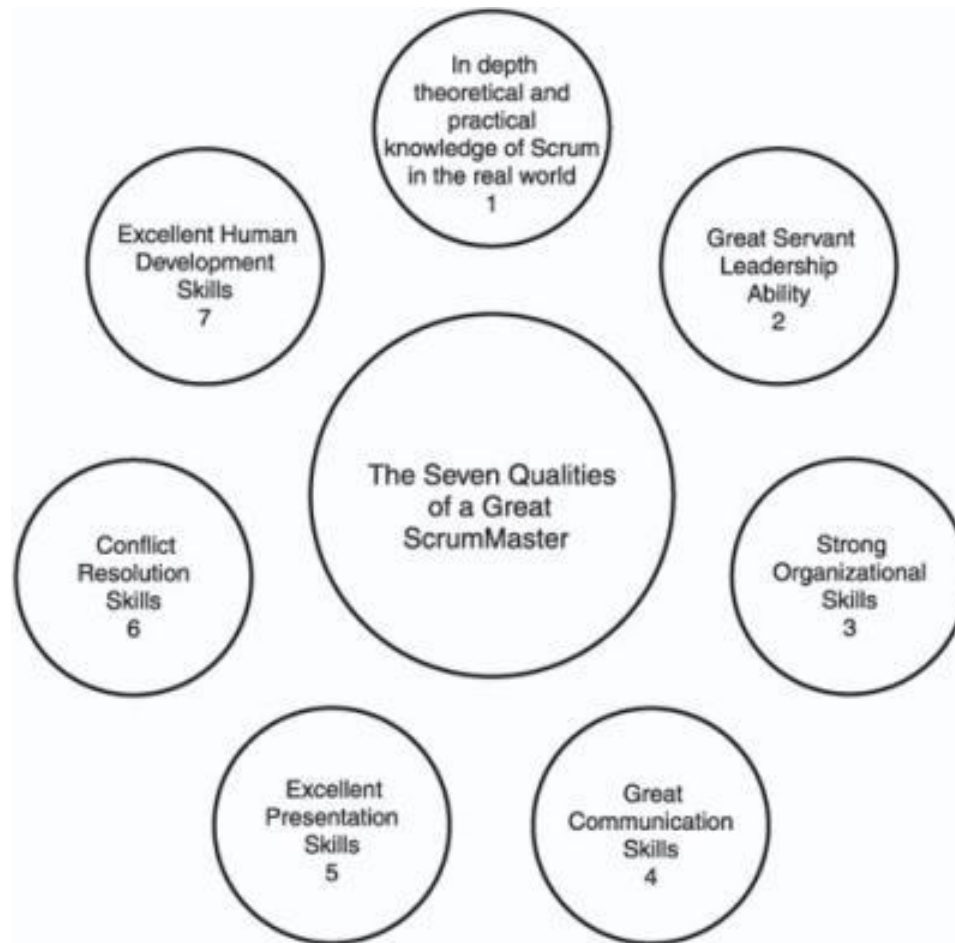 In depth
theoretical and
practical
knowledge of Scrum
in the real world
1
Great Servant
Leadership
Ability
2
Strong
Organizational
Skills
3
Great
Communication
Skills
4
Excellent
Presentation
Skills
5
Conflict
Resolution
Skills
6
Excellent Human
Development
Skills
7
The Seven Qualities
of a Great
ScrumMaster